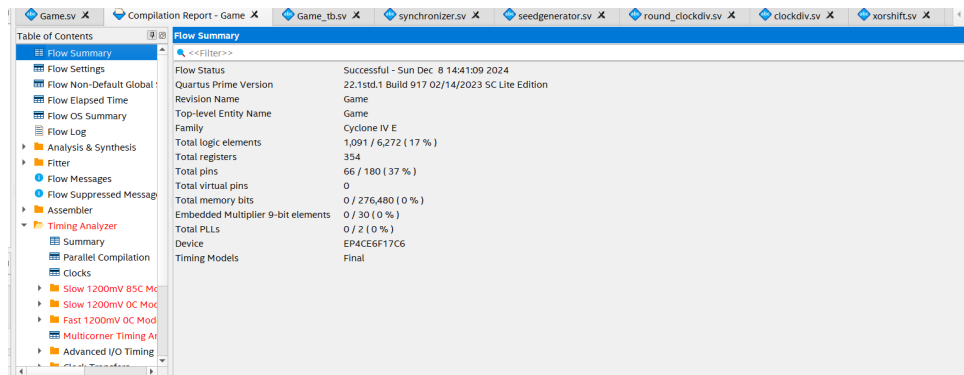 Game.sv
Compilation Report - Game
Game_tb.sv
synchronizer.sv
seedgenerator.sv
round_clockdiv.sv
clockdiv.sv
xorshift.sv
Table of Contents
Flow Summary
Flow Settings
Flow Non-Default Global
Flow Elapsed Time
Flow OS Summary
Flow Log
Analysis & Synthesis
Fitter
Flow Messages
Flow Suppressed Messag
Assembler
Timing Analyzer
Summary
Parallel Compilation
Clocks
Slow 1200mV 85C Mo
Slow 1200mV 0C Mod
Fast 1200mV 0C Mod
Multicorner Timing Ar
Advanced I/O Timing
Clock Transfers
Flow Summary
<<Filter>>
Flow Status Successful - Sun Dec 8 14:41:09 2024
Quartus Prime Version 22.1std.1 Build 917 02/14/2023 SC Lite Edition
Revision Name Game
Top-level Entity Name Game
Family Cyclone IV E
Total logic elements 1,091 / 6,272 ( 17 % )
Total registers 354
Total pins 66 / 180 ( 37 % )
Total virtual pins 0
Total memory bits 0 / 276,480 ( 0 % )
Embedded Multiplier 9-bit elements 0 / 30 ( 0 % )
Total PLLs 0 / 2 ( 0 % )
Device EP4CE6F17C6
Timing Models Final